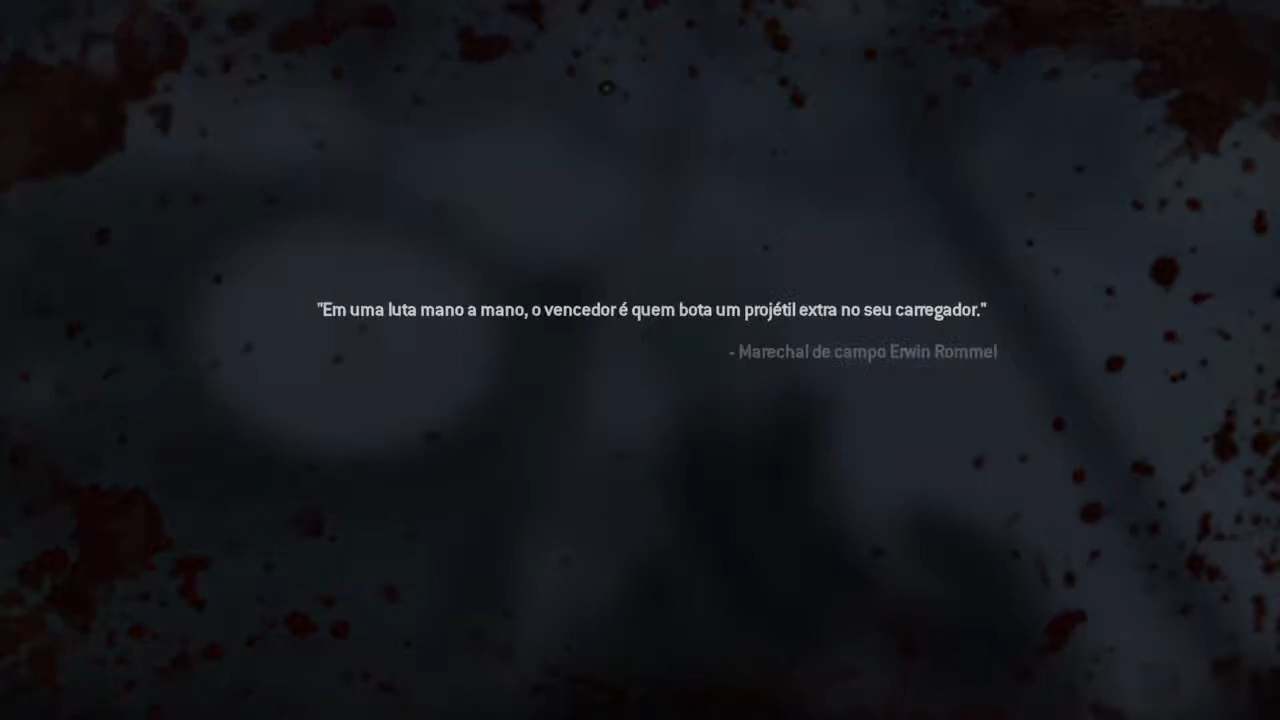 "Em uma luta mano a mano, o vencedor é quem bota um projétil extra no seu carregador."
- Marechal de campo Erwin Rommel